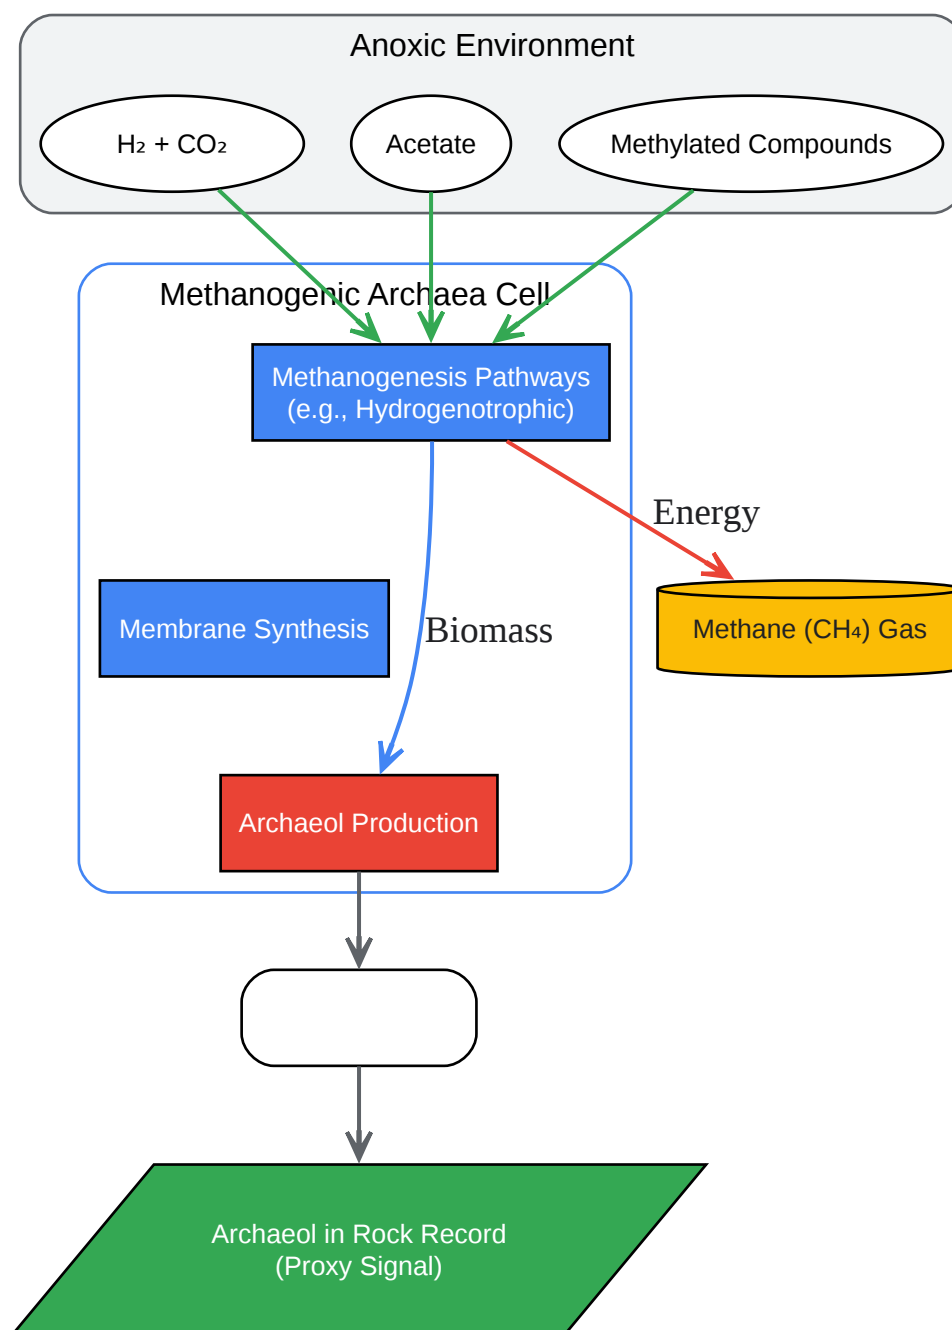 Anoxic Environment
H₂ + CO₂
Acetate
Methylated Compounds
Methanogenic Archaea Cell
Methanogenesis Pathways
(e.g., Hydrogenotrophic)
Energy
Membrane Synthesis
Biomass
Methane (CH₄) Gas
Archaeol Production
Archaeol in Rock Record
(Proxy Signal)